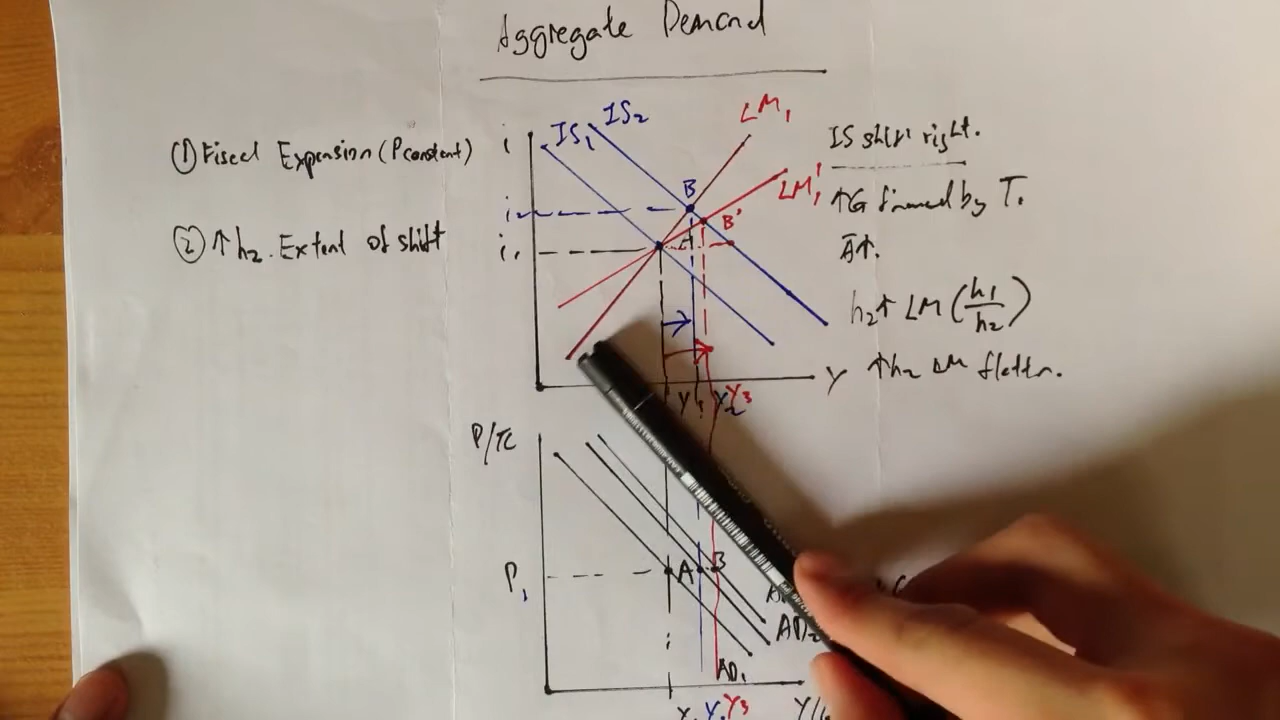 Aggregate Demand
① Fiscal Expansion (P constant)
② ↑h₂. Extent of shift
i
IS₁
IS₂
LM₁
LM₁'
B
B'
A
i₂
i₁
Y₁ Y₂ Y₃
Y
IS shift right.
↑G financed by T.
Ā↑.
h₂↑ LM (h₁/h₂)
↑h₂ LM flatter.
P/π
P₁
A
B
AD₂
AD₁
Y₁ Y₂ Y₃